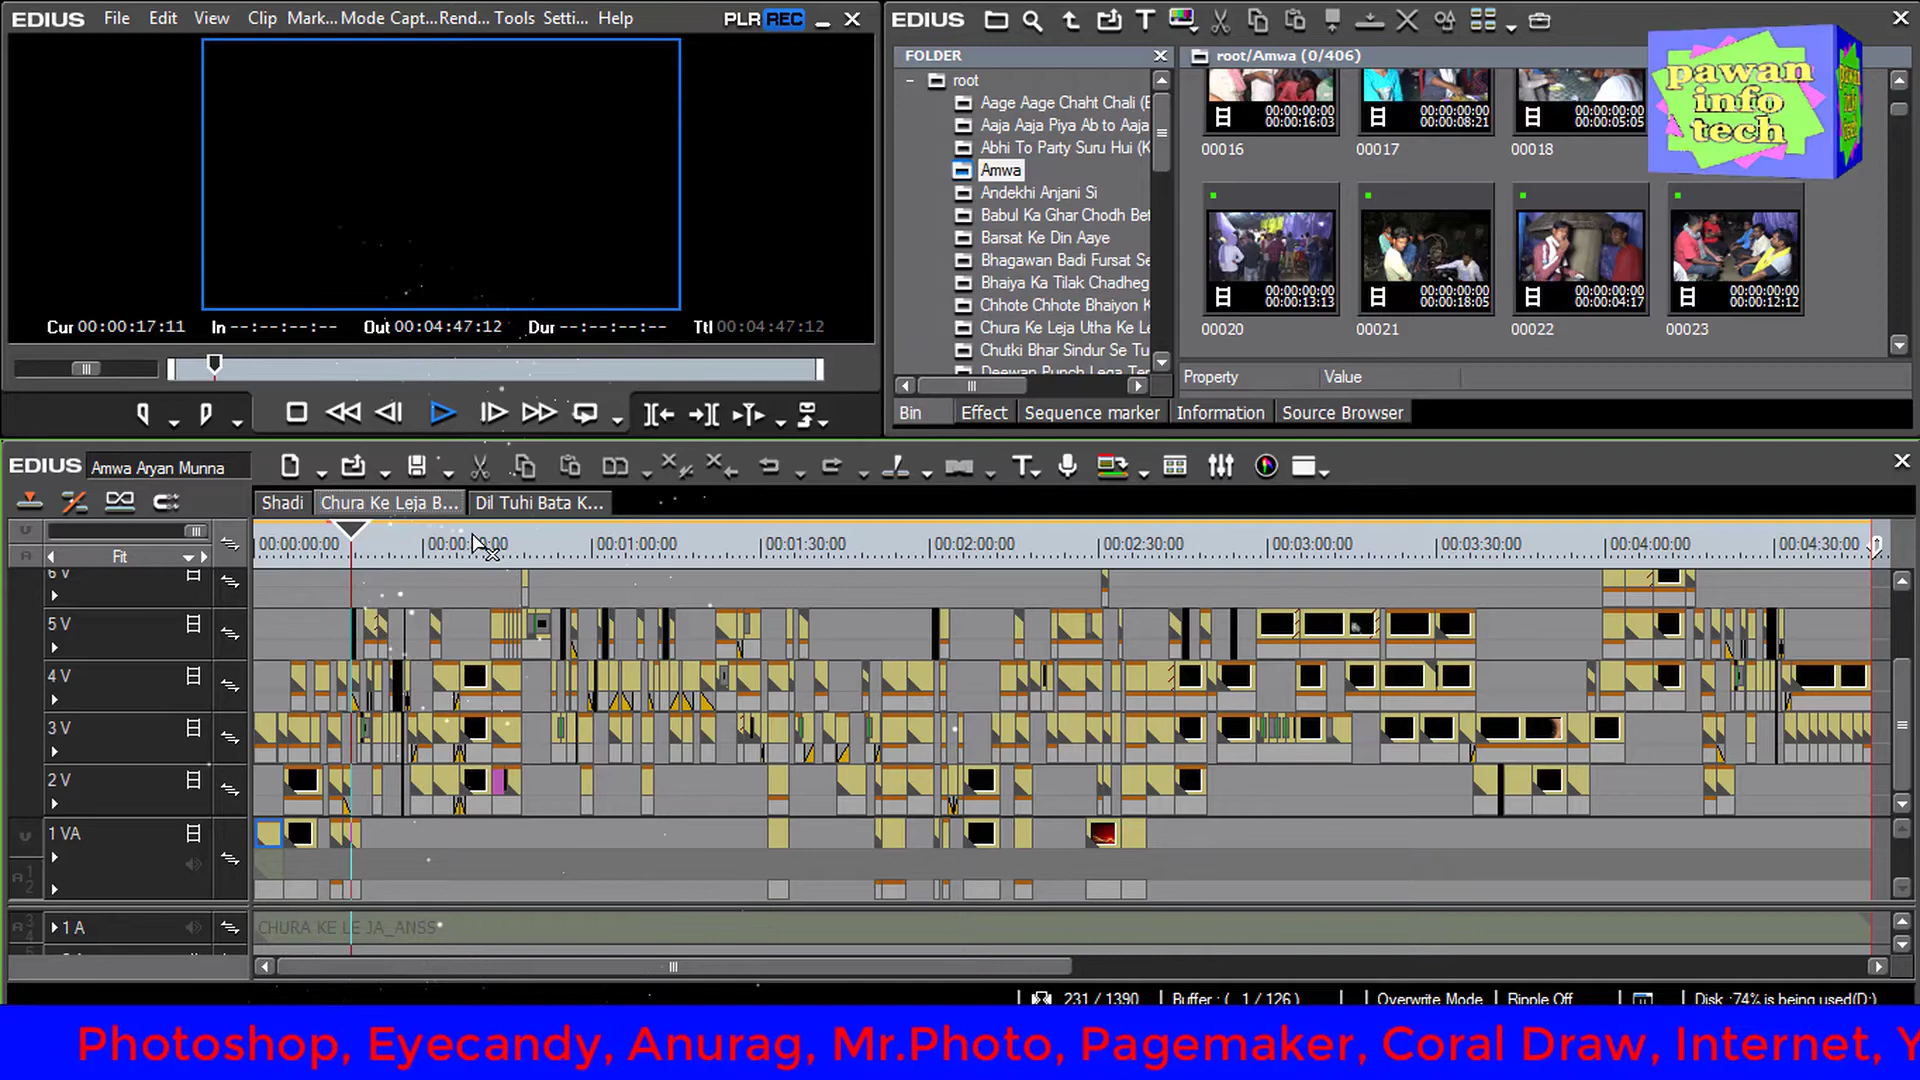 EDIUS File Edit View Clip Mark... Mode Capt... Rend... Tools Setti... Help
PLR REC
Cur 00:00:17:11 In --:--:--:-- Out 00:04:47:12 Dur --:--:--:-- Ttl 00:04:47:12
EDIUS
FOLDER
root
Aage Aage Chaht Chali (E
Aaja Aaja Piya Ab to Aaja
Abhi To Party Suru Hui (K
Amwa
Andekhi Anjani Si
Babul Ka Ghar Chodh Bet
Barsat Ke Din Aaye
Bhagawan Badi Fursat Se
Bhaiya Ka Tilak Chadheg
Chhote Chhote Bhaiyon K
Chura Ke Leja Utha Ke Le
Chutki Bhar Sindur Se Tu
Deewan Punch Lega Ter
root/Amwa (0/406)
00:00:00:00 00:00:00:00 00:00:00:00
00:00:16:03 00:00:08:21 00:00:05:05
00016 00017 00018
pawan
info
tech
00:00:00:00 00:00:00:00 00:00:00:00 00:00:00:00
00:00:13:13 00:00:18:05 00:00:04:17 00:00:12:12
00020 00021 00022 00023
Property Value
Bin Effect Sequence marker Information Source Browser
EDIUS Amwa Aryan Munna
Shadi Chura Ke Leja B... Dil Tuhi Bata K...
Fit
00:00:00:00 00:01:00:00 00:01:30:00 00:02:00:00 00:02:30:00 00:03:00:00 00:03:30:00 00:04:00:00 00:04:30:00
6 V
5 V
4 V
3 V
2 V
1 VA
1 A CHURA KE LE JA_ANSS
231 / 1390 Buffer : ( 1 / 126 ) Overwrite Mode Ripple Off Disk :74% is being used(D:)
Photoshop, Eyecandy, Anurag, Mr.Photo, Pagemaker, Coral Draw, Internet, Y